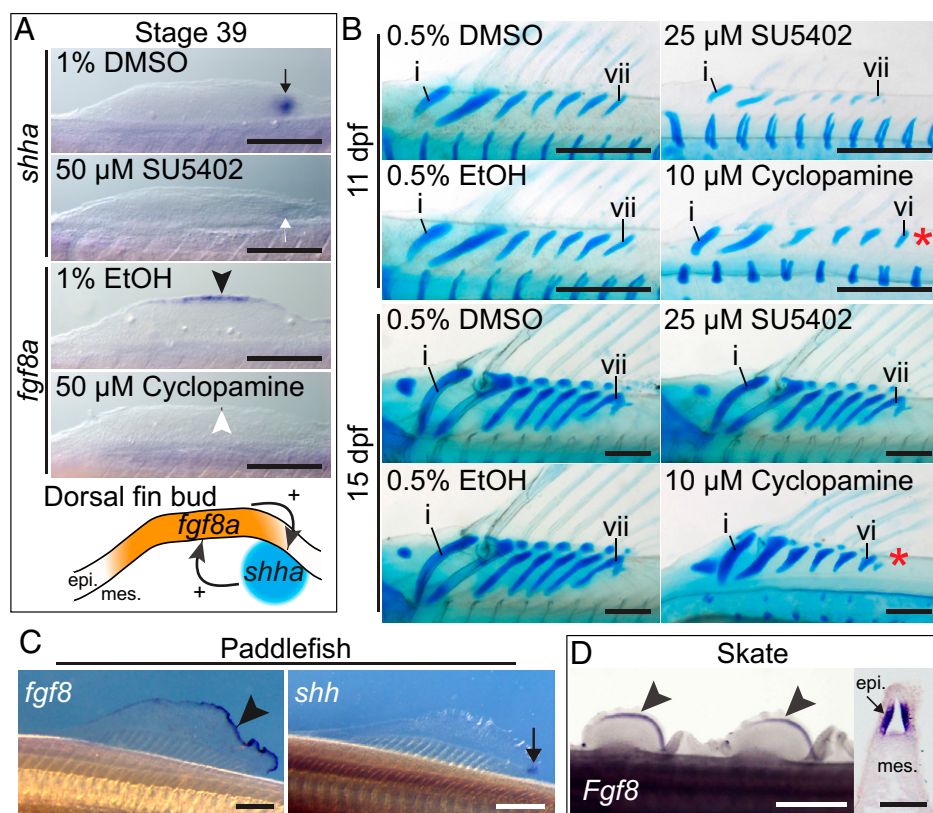 A
Stage 39
shha
1% DMSO
50 µM SU5402
fgf8a
1% EtOH
50 µM Cyclopamine
Dorsal fin bud
+
fgf8a
shha
epi.
mes.
+
B
11 dpf
0.5% DMSO
i
vii
25 µM SU5402
i
vii
0.5% EtOH
i
vii
10 µM Cyclopamine
i
vi
*
15 dpf
0.5% DMSO
i
vii
25 µM SU5402
i
vii
0.5% EtOH
i
vii
10 µM Cyclopamine
i
vi
*
C
Paddlefish
fgf8
shh
D
Skate
Fgf8
epi.
mes.